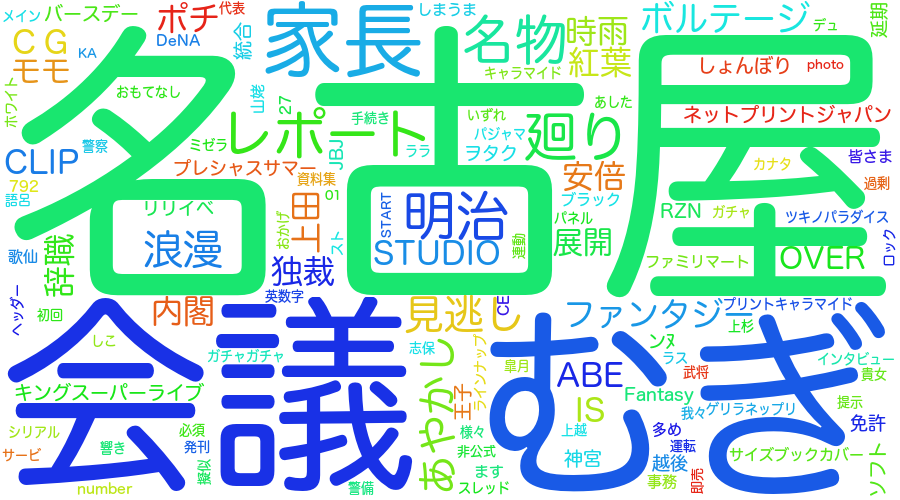 メイン
バースデー
ポチ
代表
しまうま
ボルテージ
デュ
延期
ＣＧ
DeNA
統合
家長
名物
時雨
モモ
KA
キャラマイド
紅葉
しょんぼり
photo
ホワイト
おもてなし
山姥
27
手続き
いずれ
あした
ネットプリントジャパン
名古屋
レポート
廻り
CLIP
警察
ミゼラ
JBJ
ララ
パジャマ
ヲタク
皆さま
カナタ
792
プレシャスサマー
資料集
01
安倍
ブラック
過剰
語呂
リリイベ
上田
おかげ
START
明治
パネル
RZN
ガチャ
ツキノパラダイス
歌仙
辞職
浪漫
スト
STUDIO
連動
展開
ファミリマート
OVER
ロック
独裁
英数字
ヘッダー
初回
内閣
見逃し
CE
ファンタジー
プリントキャラマイド
上杉
会議
むぎ
しこ
ガチャガチャ
志保
ラインナップ
皐月
ABE
ンヌ
ラス
武将
インタビュー
貴女
キングスーパーライブ
あやかし
王子
IS
Fantasy
我々
ゲリラネップリ
提示
シリアル
響き
必須
発刊
様々
上越
多め
運転
免許
サービ
擬似
非公式
神宮
越後
サイズブックカバー
number
警備
ます
スレッド
事務
即売
ソフト